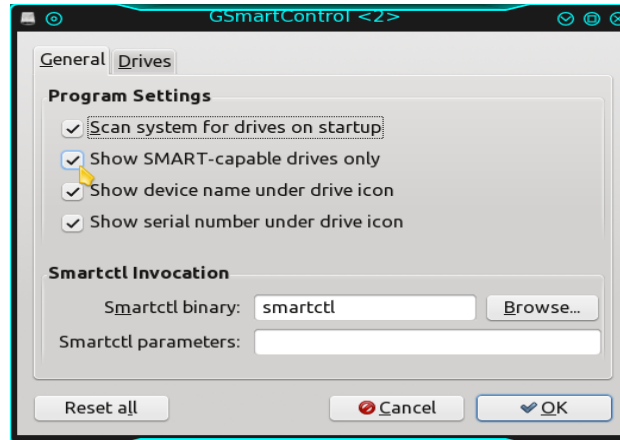 GSmartControl <2>
General Drives
Program Settings
Scan system for drives on startup
Show SMART-capable drives only
Show device name under drive icon
Show serial number under drive icon
Smartctl Invocation
Smartctl binary: smartctl Browse...
Smartctl parameters:
Reset all Cancel OK